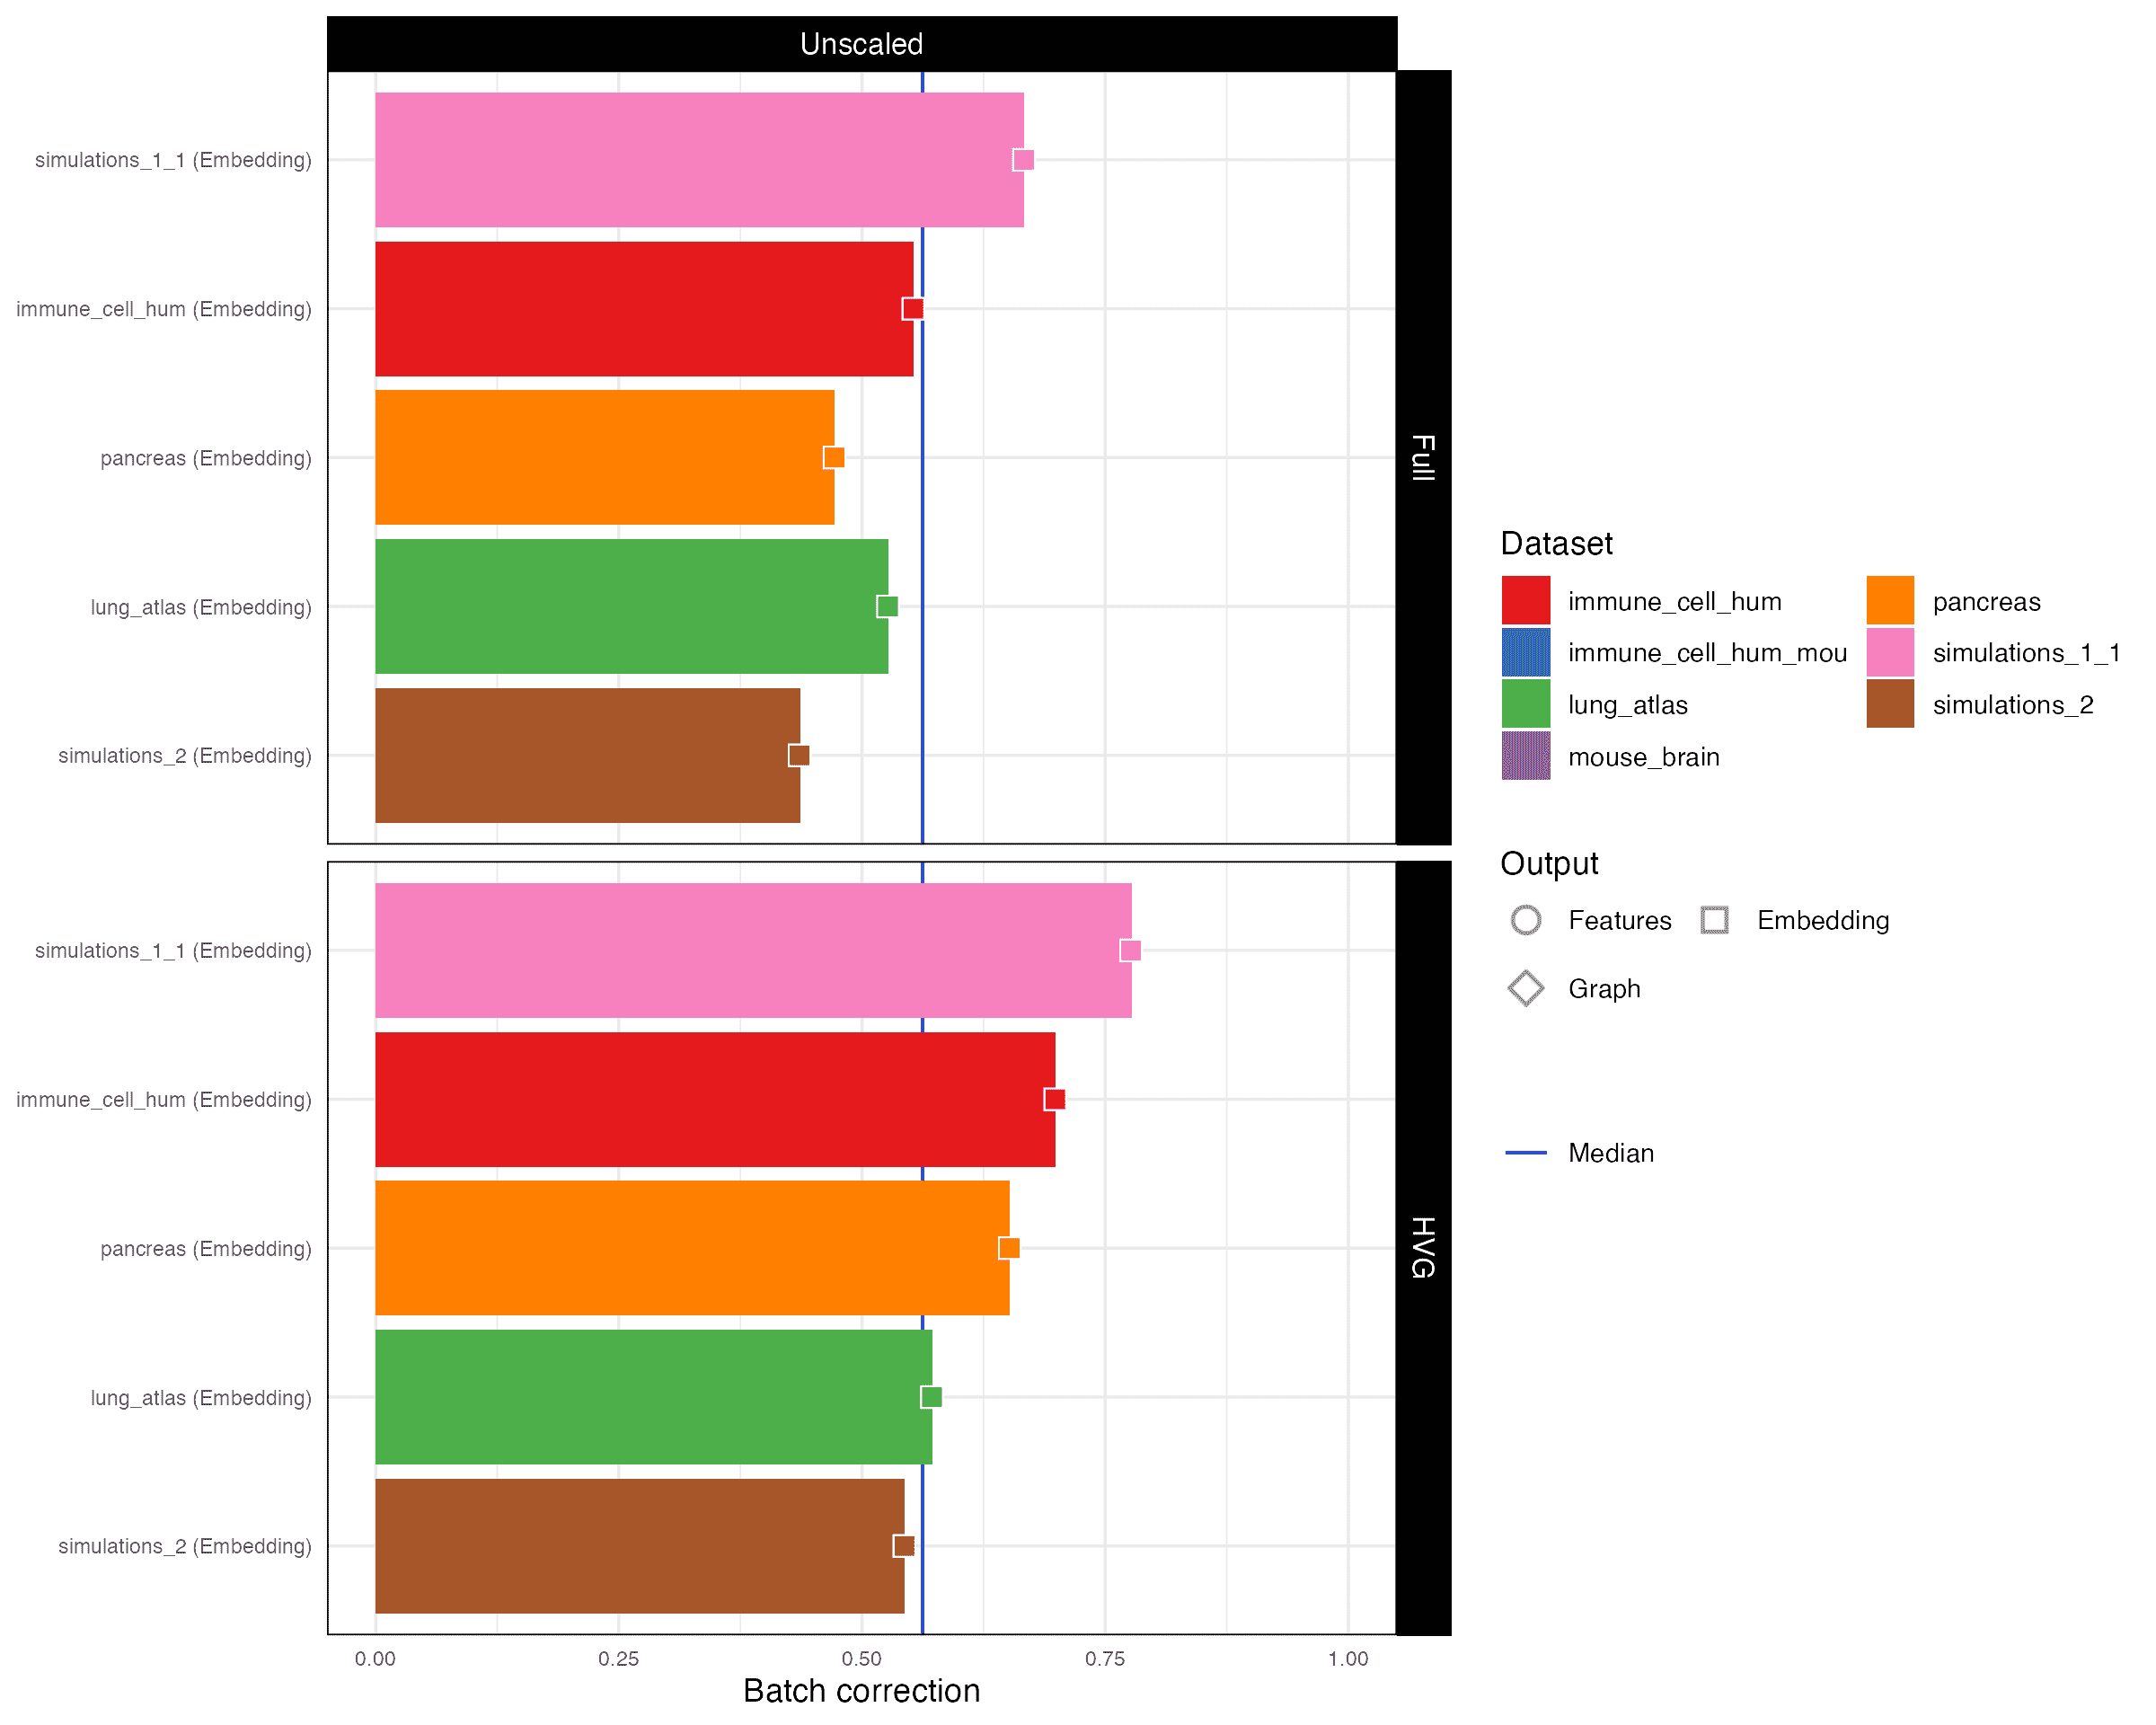 Unscaled
simulations_1_1 (Embedding)
immune_cell_hum (Embedding)
pancreas (Embedding)
lung_atlas (Embedding)
simulations_2 (Embedding)
Full
simulations_1_1 (Embedding)
immune_cell_hum (Embedding)
pancreas (Embedding)
lung_atlas (Embedding)
simulations_2 (Embedding)
HVG
0.00 0.25 0.50 0.75 1.00
Batch correction
Dataset
immune_cell_hum pancreas
immune_cell_hum_mou simulations_1_1
lung_atlas simulations_2
mouse_brain
Output
Features Embedding
Graph
Median